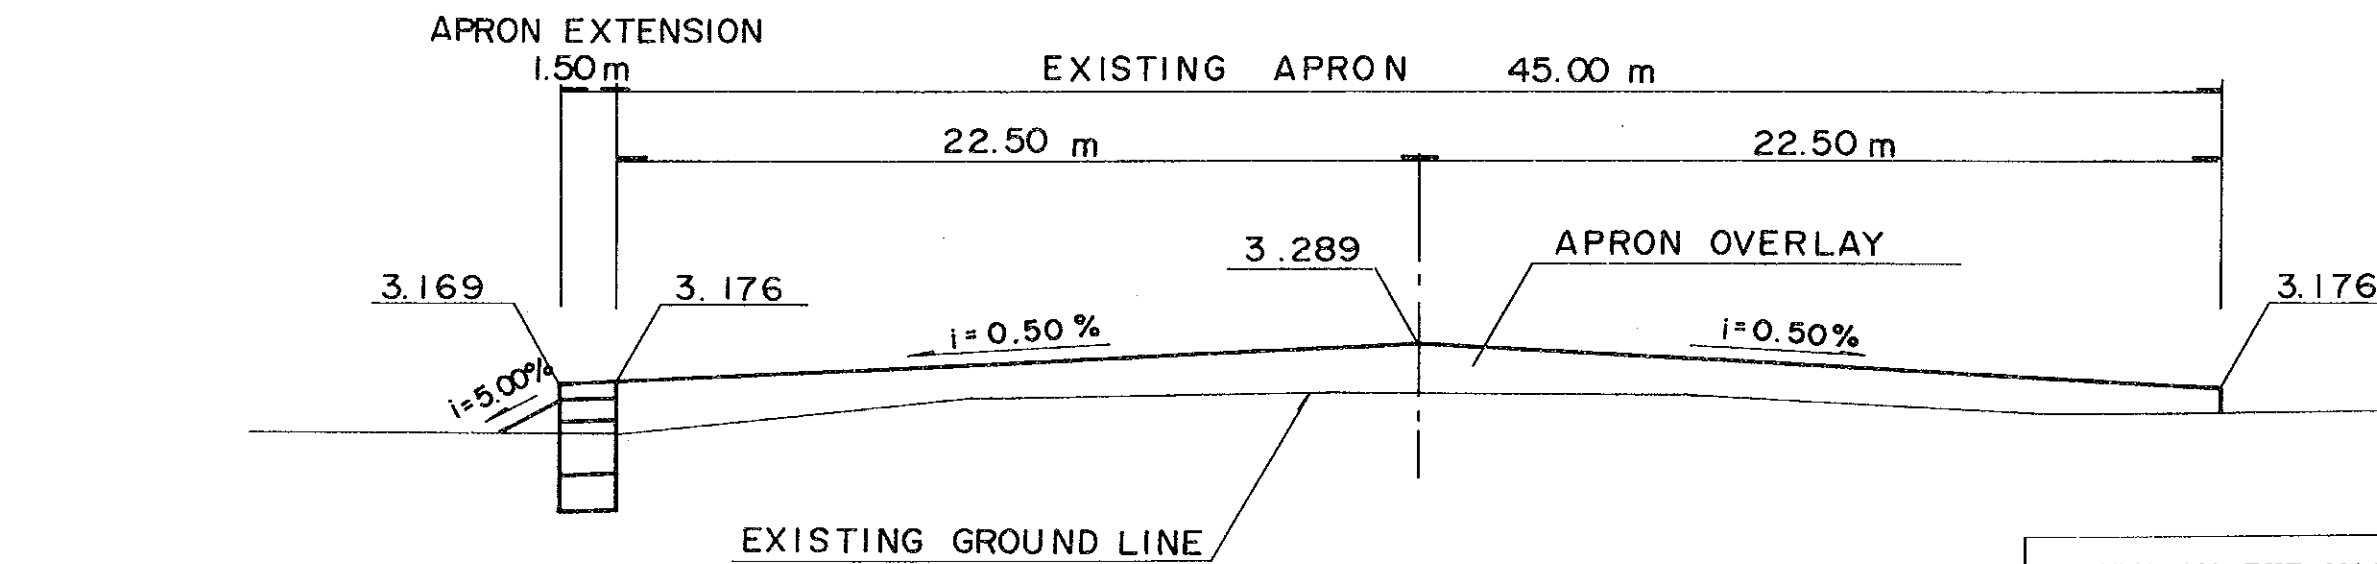 APRON EXTENSION
1.50 m
EXISTING APRON 45.00 m
22.50 m
22.50 m
3.289
APRON OVERLAY
3.169
3.176
3.176
i=0.50%
i=0.50%
i=5.00%
EXISTING GROUND LINE